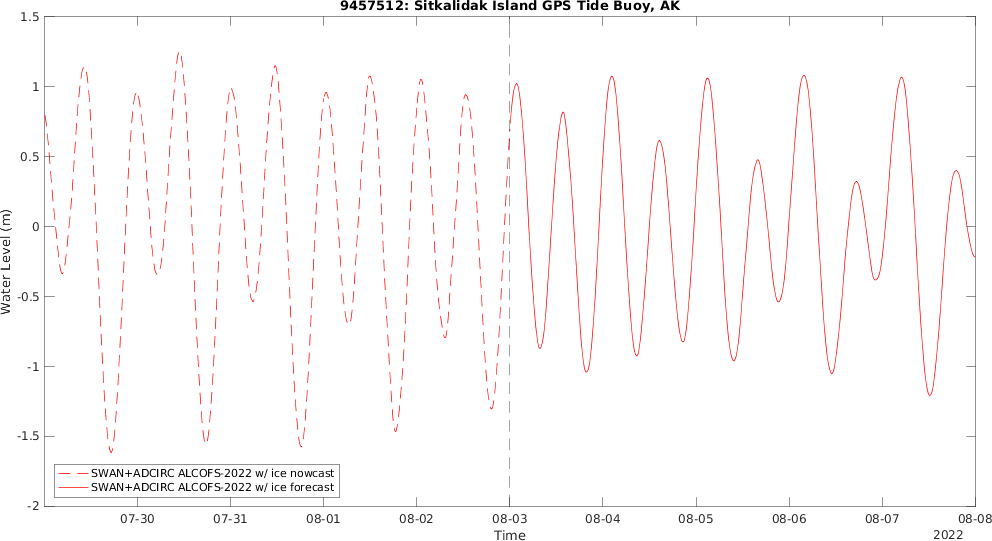 9457512: Sitkalidak Island GPS Tide Buoy, AK
1.5
1
0.5
0
-0.5
-1
-1.5
-2
Water Level (m)
SWAN+ADCIRC ALCOFS-2022 w/ ice nowcast
SWAN+ADCIRC ALCOFS-2022 w/ ice forecast
07-30 07-31 08-01 08-02 08-03 08-04 08-05 08-06 08-07 08-08
Time
2022